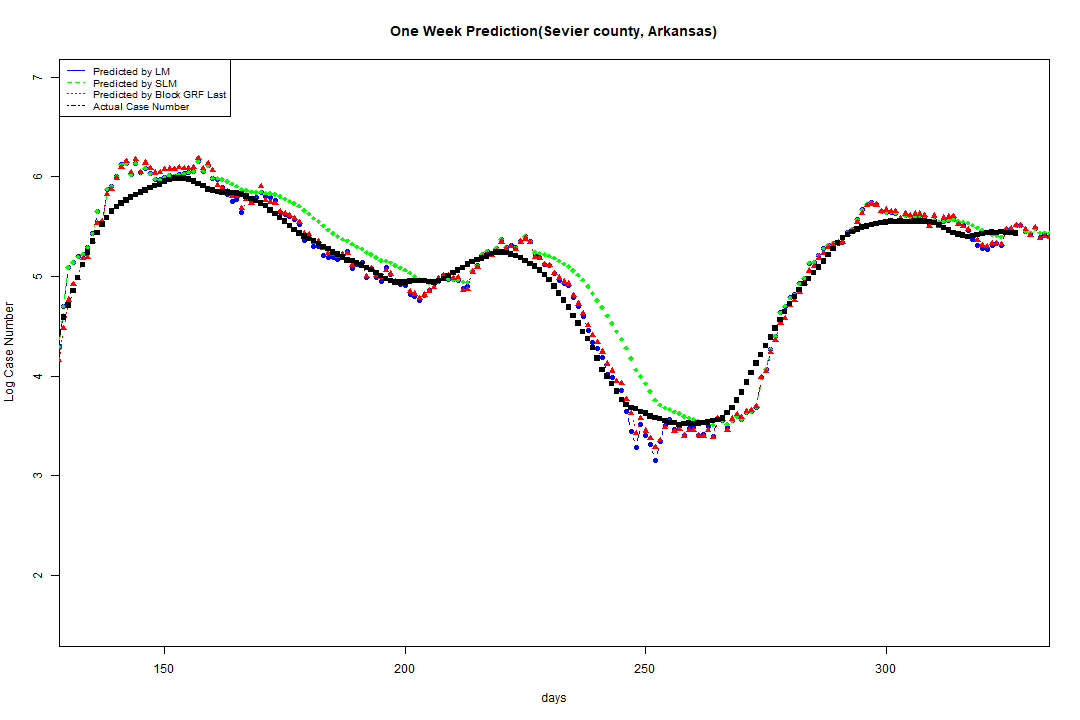 One Week Prediction(Sevier county, Arkansas)
Predicted by LM
Predicted by SLM
Predicted by Block GRF Last
Actual Case Number
7
6
5
4
3
2
Log Case Number
150 200 250 300
days